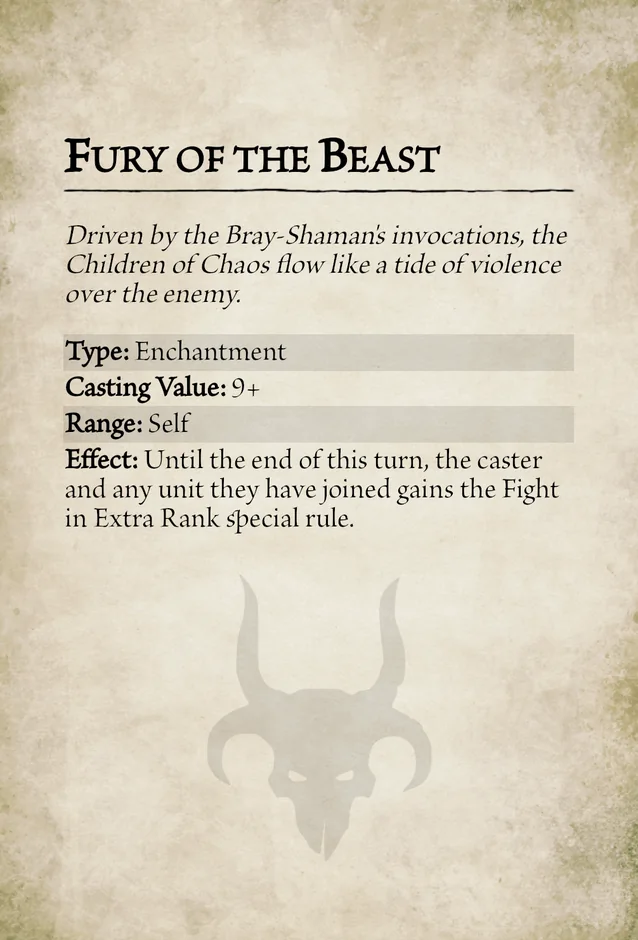 Fury of the Beast
Driven by the Bray-Shaman's invocations, the
Children of Chaos flow like a tide of violence
over the enemy.
Type: Enchantment
Casting Value: 9+
Range: Self
Effect: Until the end of this turn, the caster
and any unit they have joined gains the Fight
in Extra Rank special rule.